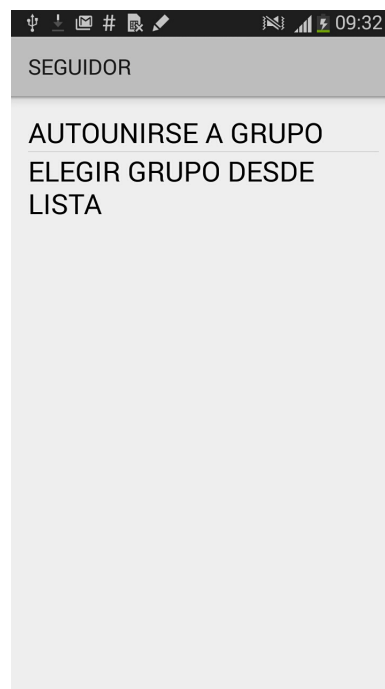 09:32
SEGUIDOR
AUTOUNIRSE A GRUPO
ELEGIR GRUPO DESDE
LISTA